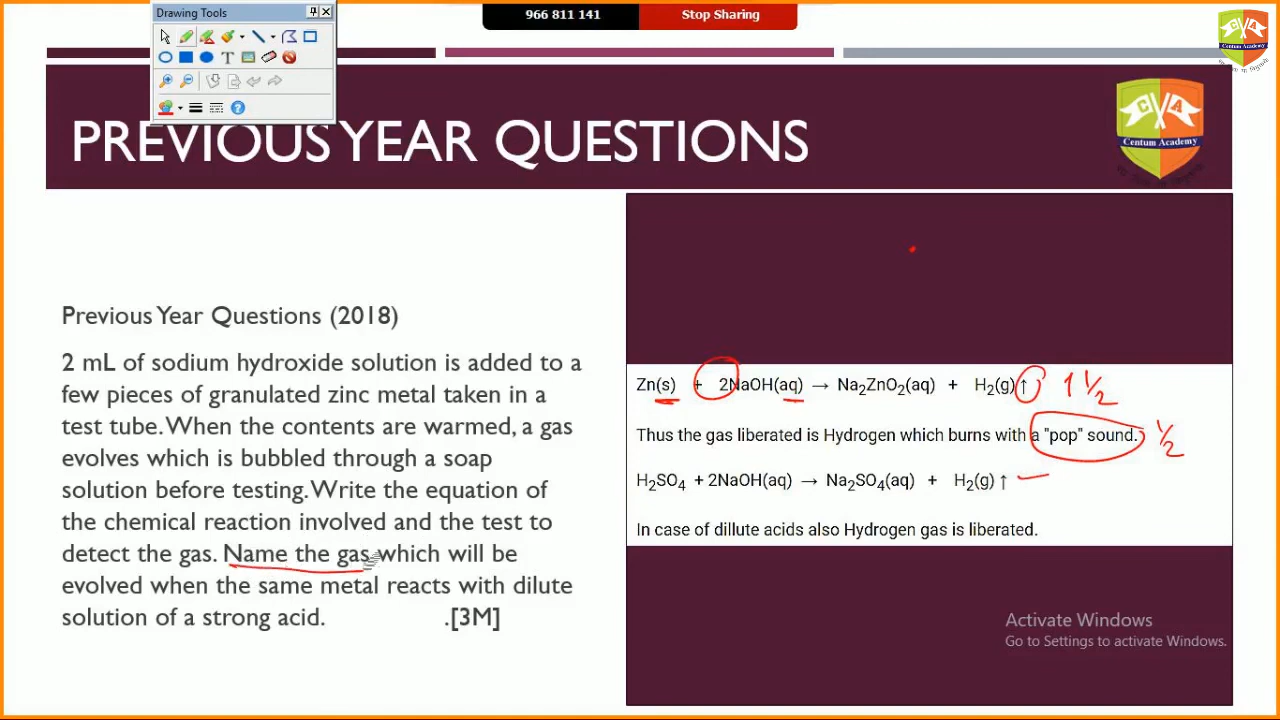 Drawing Tools
966 811 141
Stop Sharing
PREVIOUS YEAR QUESTIONS
C A
Centum Academy
C A
Centum Academy
Previous Year Questions (2018)
2 mL of sodium hydroxide solution is added to a
few pieces of granulated zinc metal taken in a
test tube. When the contents are warmed, a gas
evolves which is bubbled through a soap
solution before testing. Write the equation of
the chemical reaction involved and the test to
detect the gas. Name the gas which will be
evolved when the same metal reacts with dilute
solution of a strong acid. .[3M]
Zn(s) + 2NaOH(aq) → Na₂ZnO₂(aq) + H₂(g)↑ 1 1/2
Thus the gas liberated is Hydrogen which burns with a "pop" sound. 1/2
H₂SO₄ + 2NaOH(aq) → Na₂SO₄(aq) + H₂(g) ↑
In case of dillute acids also Hydrogen gas is liberated.
Activate Windows
Go to Settings to activate Windows.